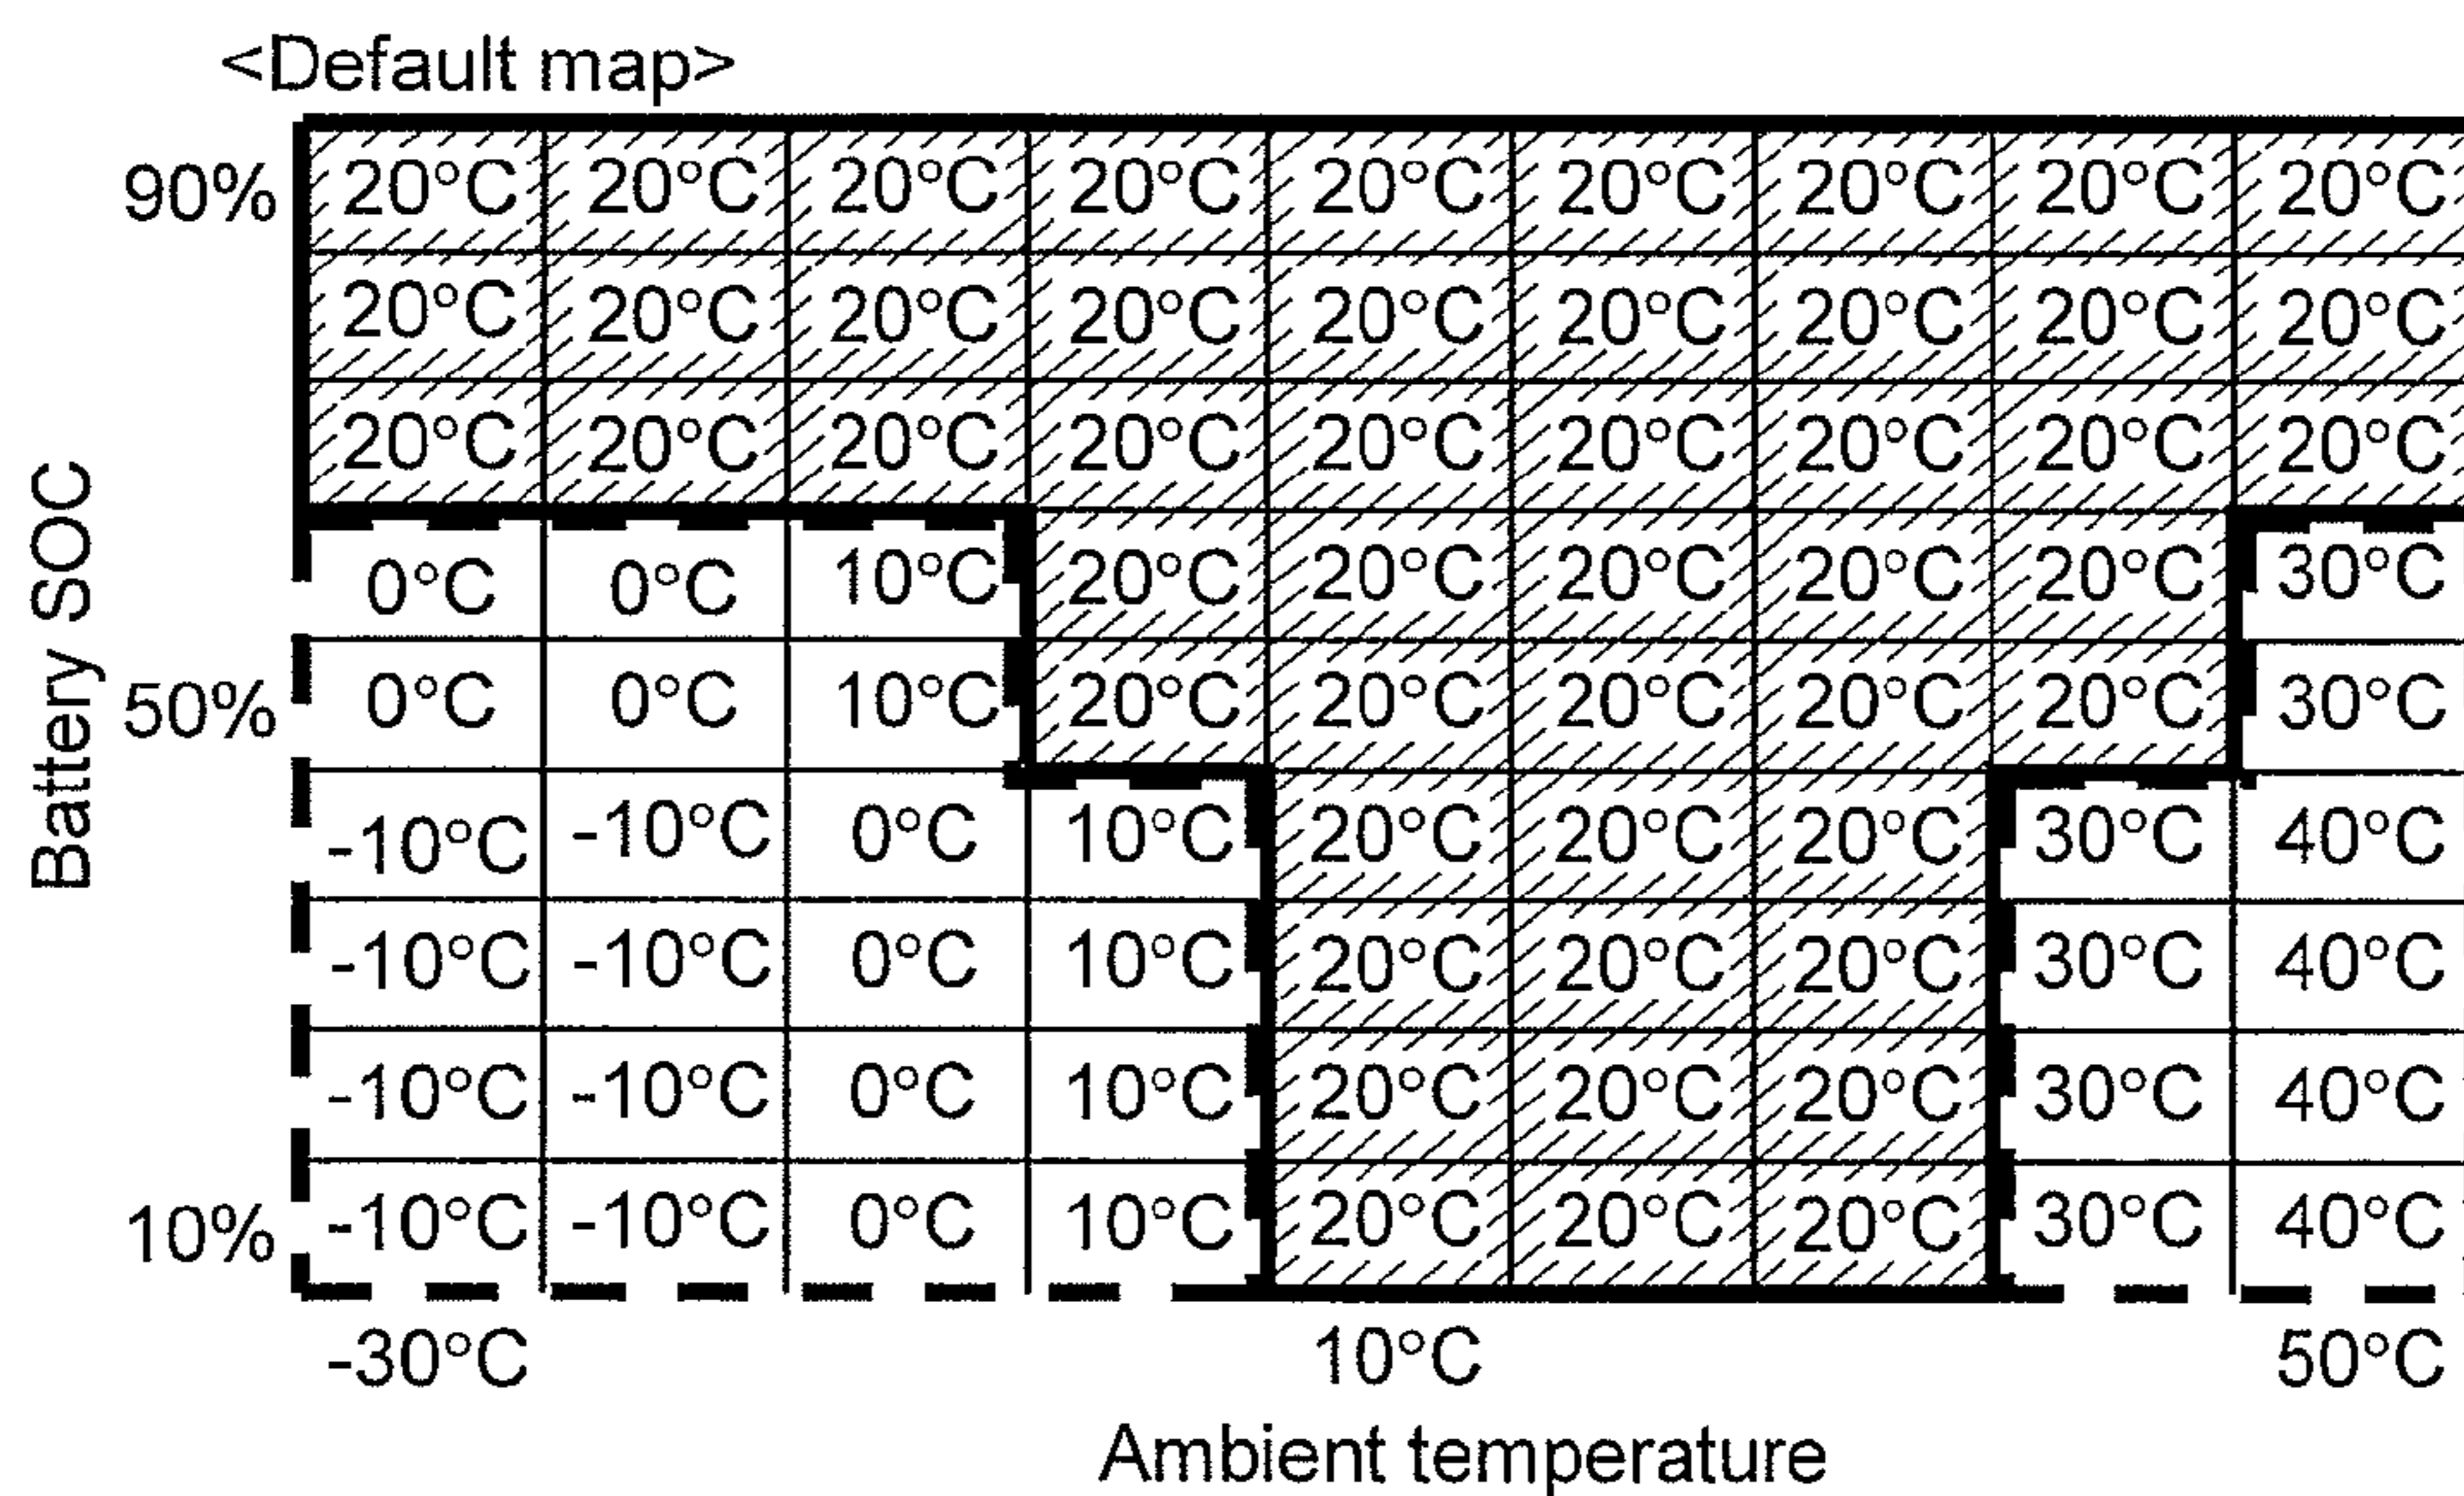 <Default map>
90% 20°C 20°C 20°C 20°C 20°C 20°C 20°C 20°C 20°C
20°C 20°C 20°C 20°C 20°C 20°C 20°C 20°C 20°C
20°C 20°C 20°C 20°C 20°C 20°C 20°C 20°C 20°C
0°C 0°C 10°C 20°C 20°C 20°C 20°C 20°C 30°C
50% 0°C 0°C 10°C 20°C 20°C 20°C 20°C 20°C 30°C
-10°C -10°C 0°C 10°C 20°C 20°C 20°C 30°C 40°C
-10°C -10°C 0°C 10°C 20°C 20°C 20°C 30°C 40°C
-10°C -10°C 0°C 10°C 20°C 20°C 20°C 30°C 40°C
10% -10°C -10°C 0°C 10°C 20°C 20°C 20°C 30°C 40°C
Battery SOC
-30°C 10°C 50°C
Ambient temperature